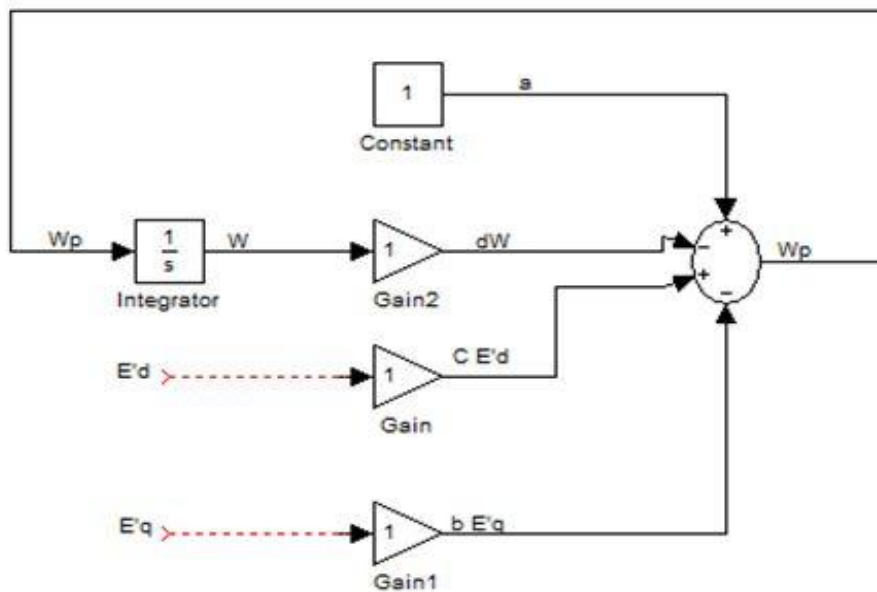 1
a
Constant
+
Wp
1
s
W
1
dW
−
+
−
Wp
Integrator
Gain2
E'd
1
C E'd
Gain
E'q
1
b E'q
Gain1